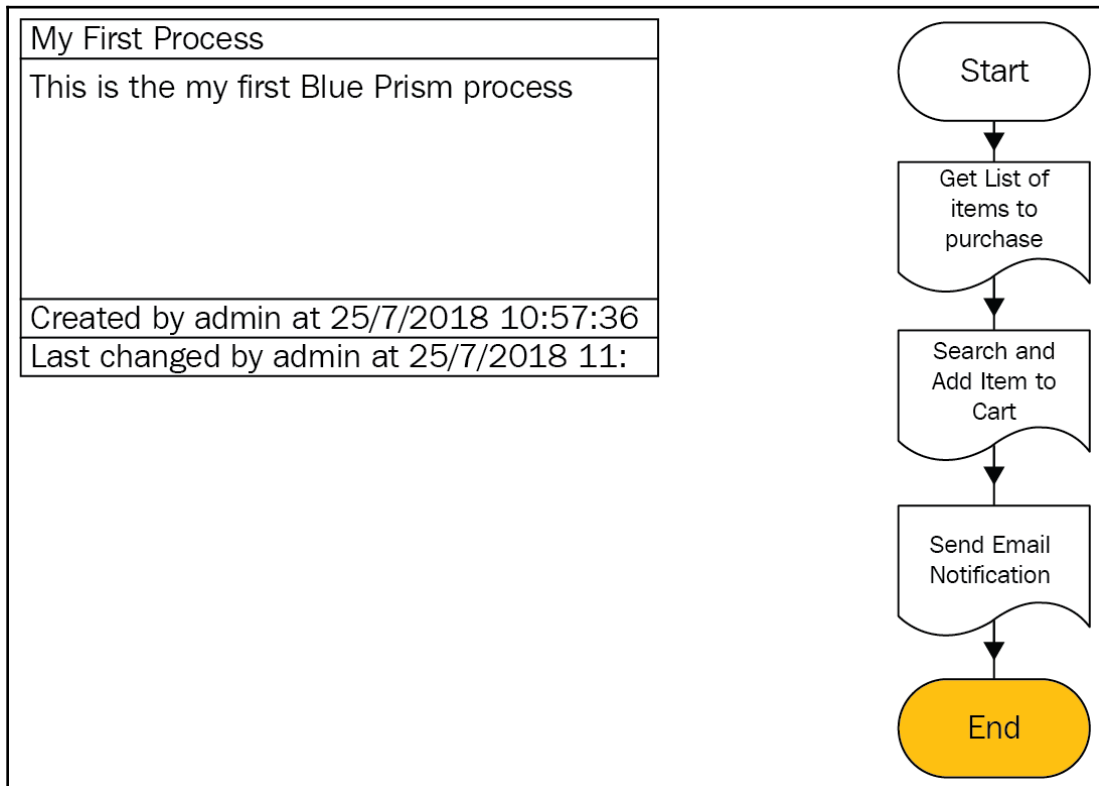 My First Process
This is the my first Blue Prism process
Created by admin at 25/7/2018 10:57:36
Last changed by admin at 25/7/2018 11:
Start
Get List of
items to
purchase
Search and
Add Item to
Cart
Send Email
Notification
End